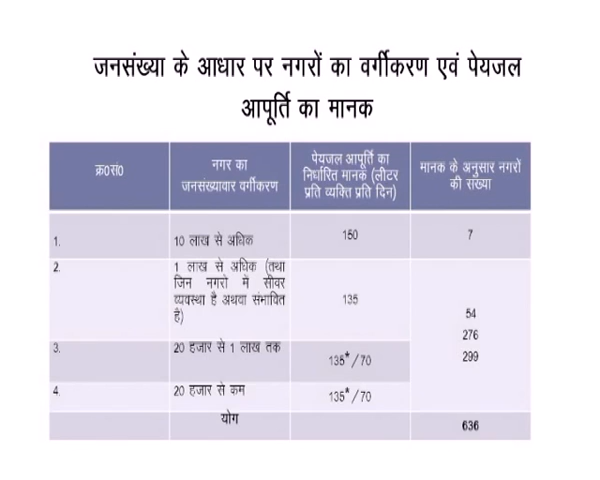 जनसंख्या के आधार पर नगरों का वर्गीकरण एवं पेयजल
आपूर्ति का मानक
क्र0सं0
नगर का
जनसंख्यावार वर्गीकरण
पेयजल आपूर्ति का
निर्धारित मानक (लीटर
प्रति व्यक्ति प्रति दिन)
मानक के अनुसार नगरों
की संख्या
1.
10 लाख से अधिक
150
7
2.
1 लाख से अधिक (तथा
जिन नगरो में सीवर
व्यवस्था है अथवा संभावित
है)
135
54
276
299
3.
20 हजार से 1 लाख तक
135*/70
4.
20 हजार से कम
135*/70
योग
636